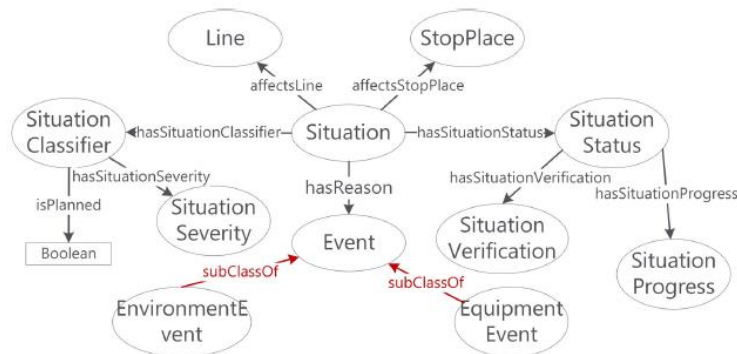 Line
StopPlace
affectsLine
affectsStopPlace
Situation
Classifier
hasSituationClassifier
Situation
hasSituationStatus
Situation
Status
hasSituationSeverity
hasReason
hasSituationVerification
hasSituationProgress
isPlanned
Situation
Severity
Event
Situation
Verification
Boolean
Situation
Progress
subClassOf
subClassOf
EnvironmentE
vent
Equipment
Event